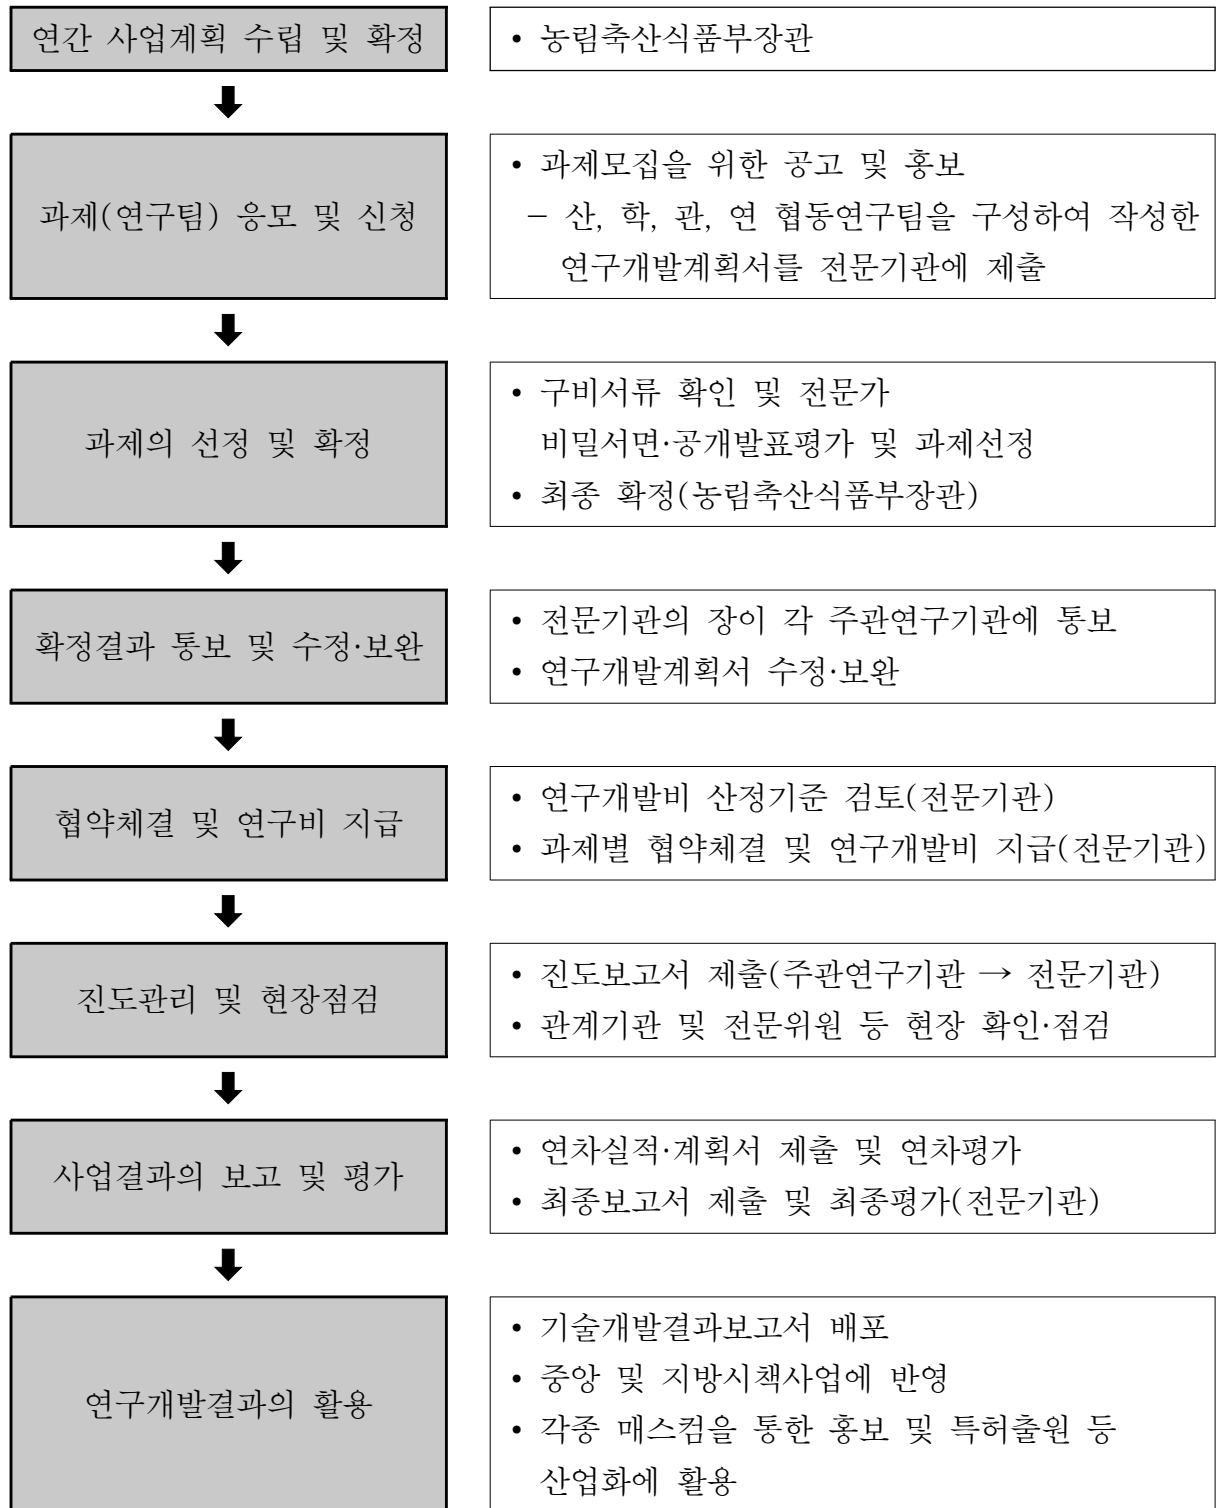 연간 사업계획 수립 및 확정
• 농림축산식품부장관
과제(연구팀) 응모 및 신청
• 과제모집을 위한 공고 및 홍보
– 산, 학, 관, 연 협동연구팀을 구성하여 작성한
연구개발계획서를 전문기관에 제출
과제의 선정 및 확정
• 구비서류 확인 및 전문가
비밀서면·공개발표평가 및 과제선정
• 최종 확정(농림축산식품부장관)
확정결과 통보 및 수정·보완
• 전문기관의 장이 각 주관연구기관에 통보
• 연구개발계획서 수정·보완
협약체결 및 연구비 지급
• 연구개발비 산정기준 검토(전문기관)
• 과제별 협약체결 및 연구개발비 지급(전문기관)
진도관리 및 현장점검
• 진도보고서 제출(주관연구기관 → 전문기관)
• 관계기관 및 전문위원 등 현장 확인·점검
사업결과의 보고 및 평가
• 연차실적·계획서 제출 및 연차평가
• 최종보고서 제출 및 최종평가(전문기관)
연구개발결과의 활용
• 기술개발결과보고서 배포
• 중앙 및 지방시책사업에 반영
• 각종 매스컴을 통한 홍보 및 특허출원 등
산업화에 활용